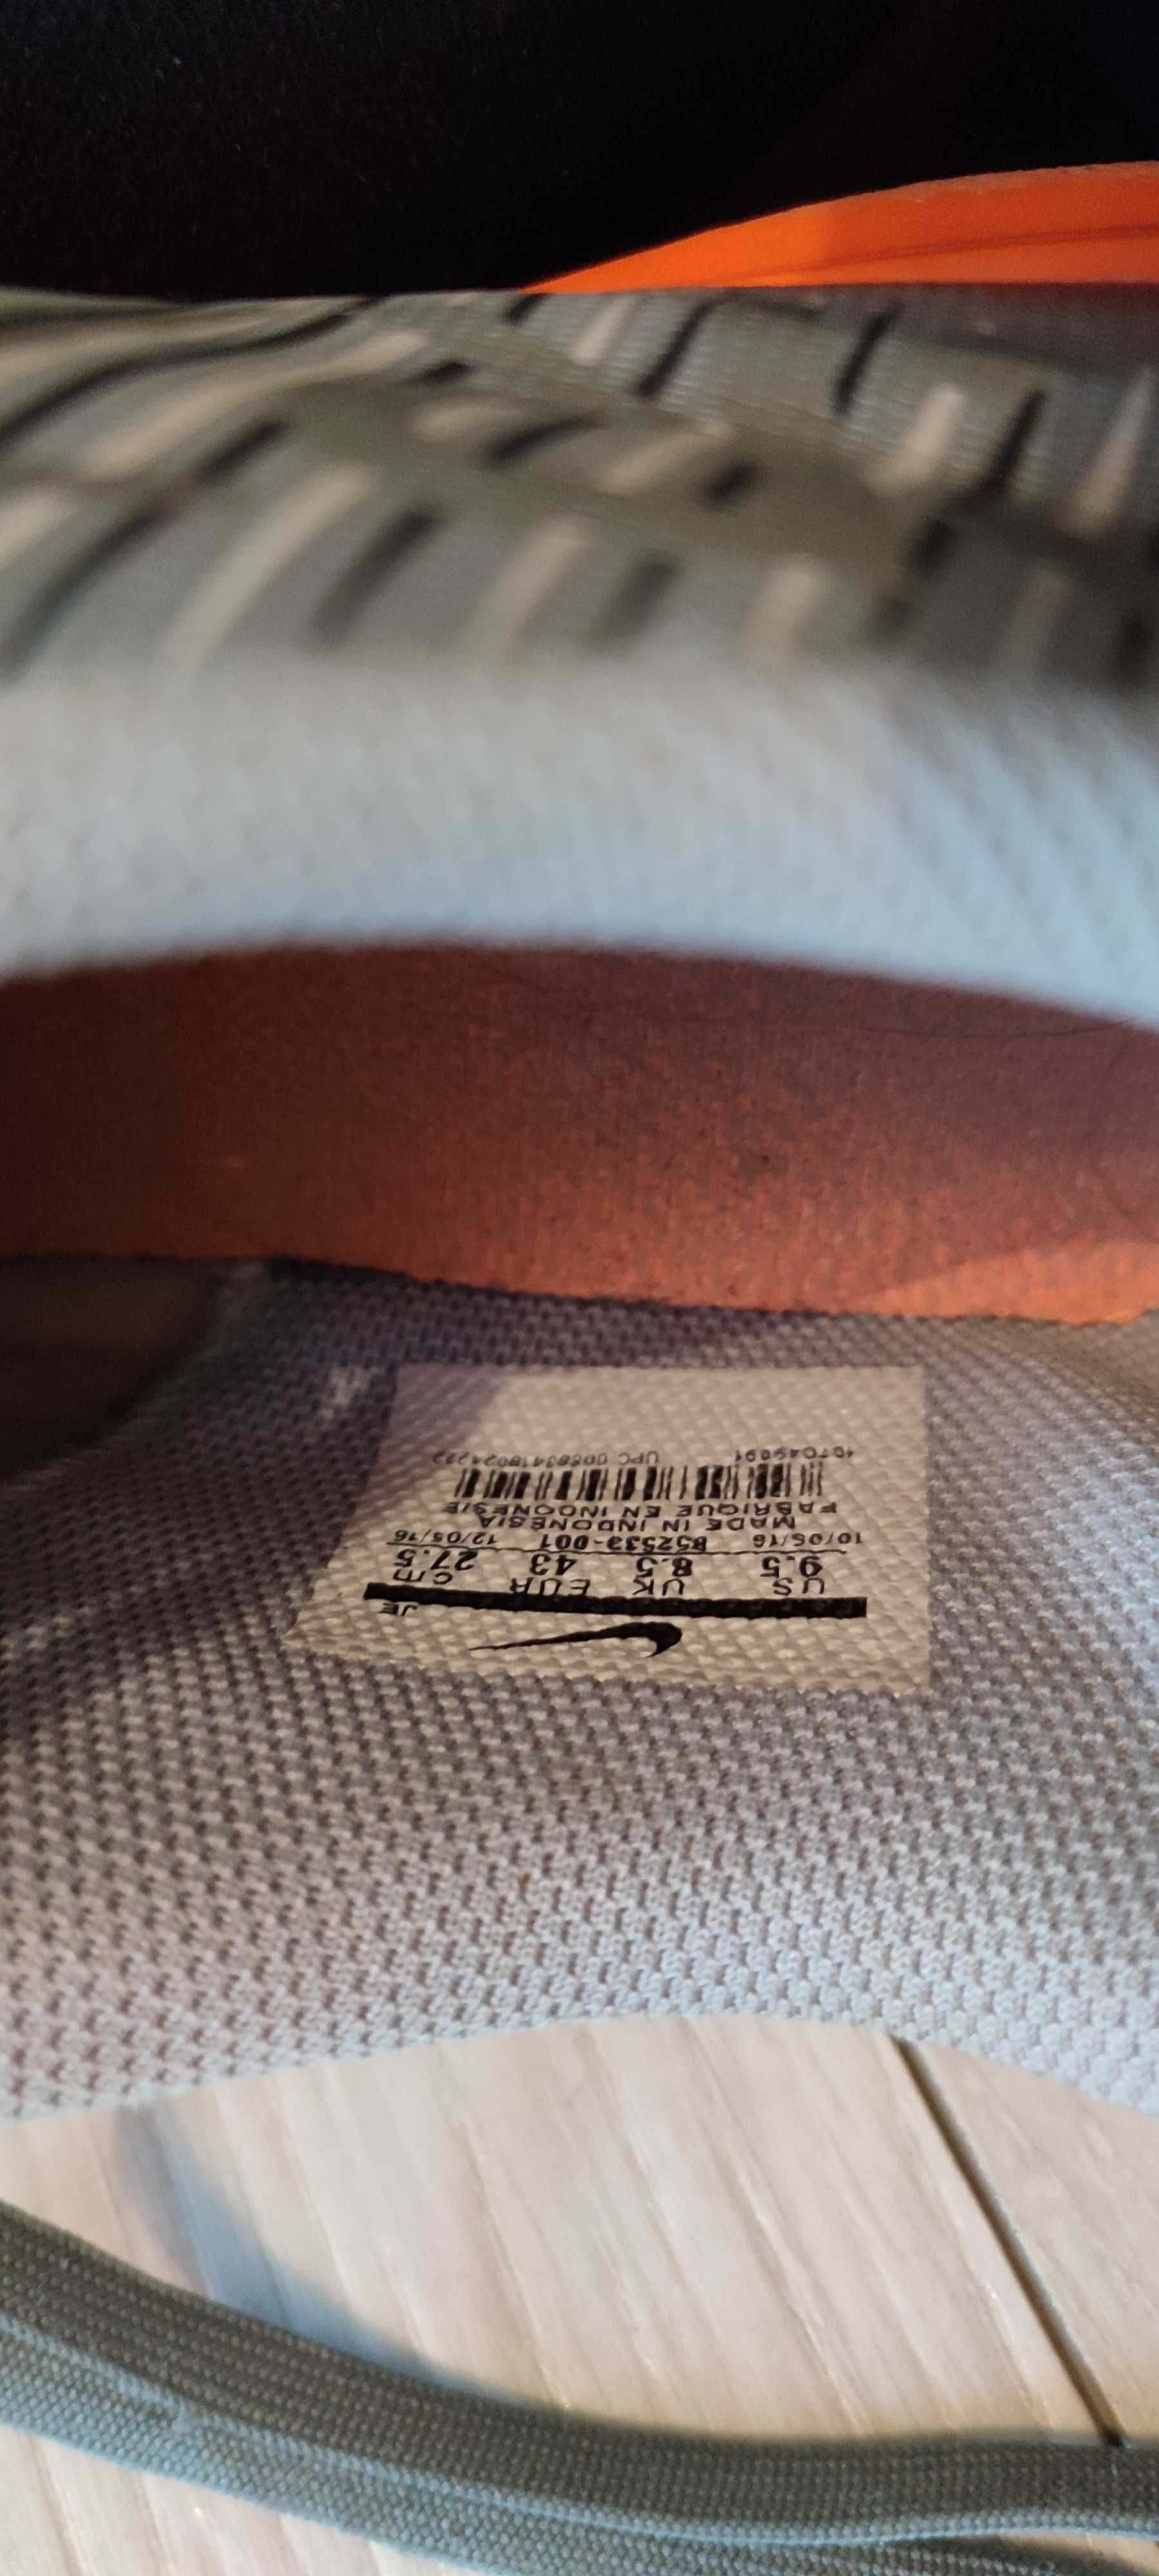 JE
US UK EUR cm
9.5 8.5 43 27.5
10/05/16 852533-001 12/05/16
MADE IN INDONESIA
FABRIQUE EN INDONESIE
UPC